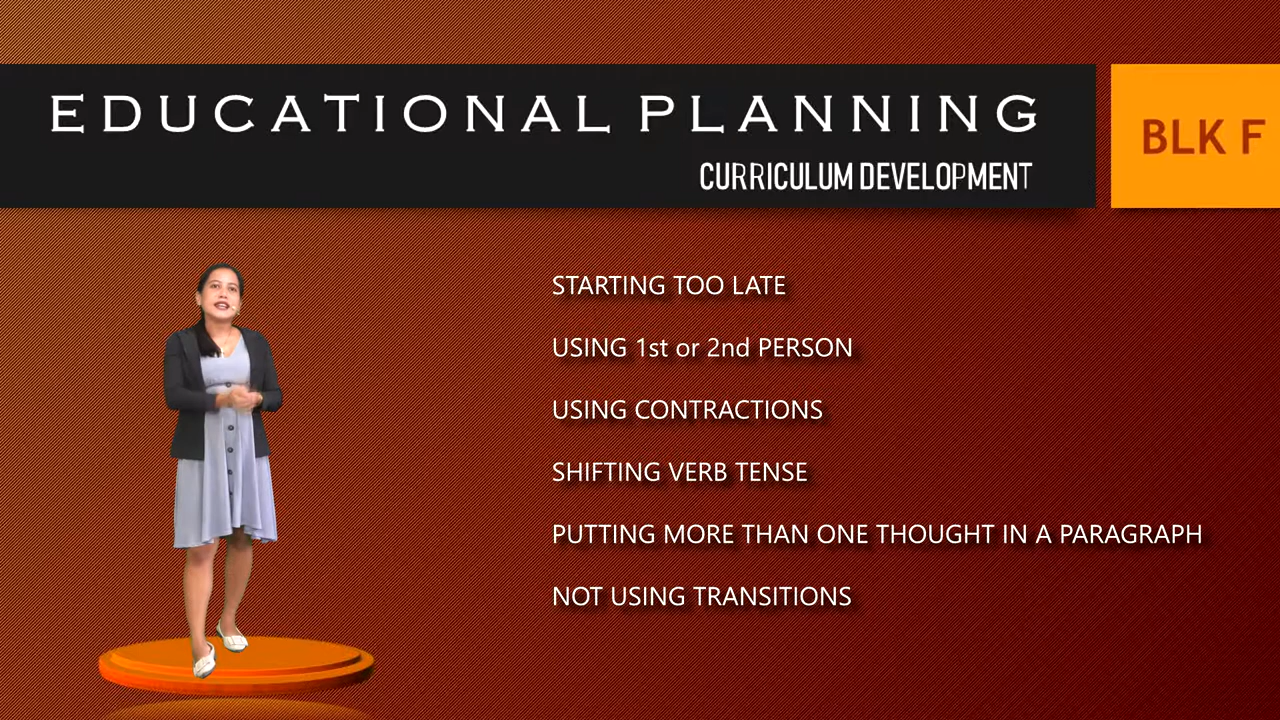 EDUCATIONAL PLANNING
CURRICULUM DEVELOPMENT
BLK F
STARTING TOO LATE
USING 1st or 2nd PERSON
USING CONTRACTIONS
SHIFTING VERB TENSE
PUTTING MORE THAN ONE THOUGHT IN A PARAGRAPH
NOT USING TRANSITIONS